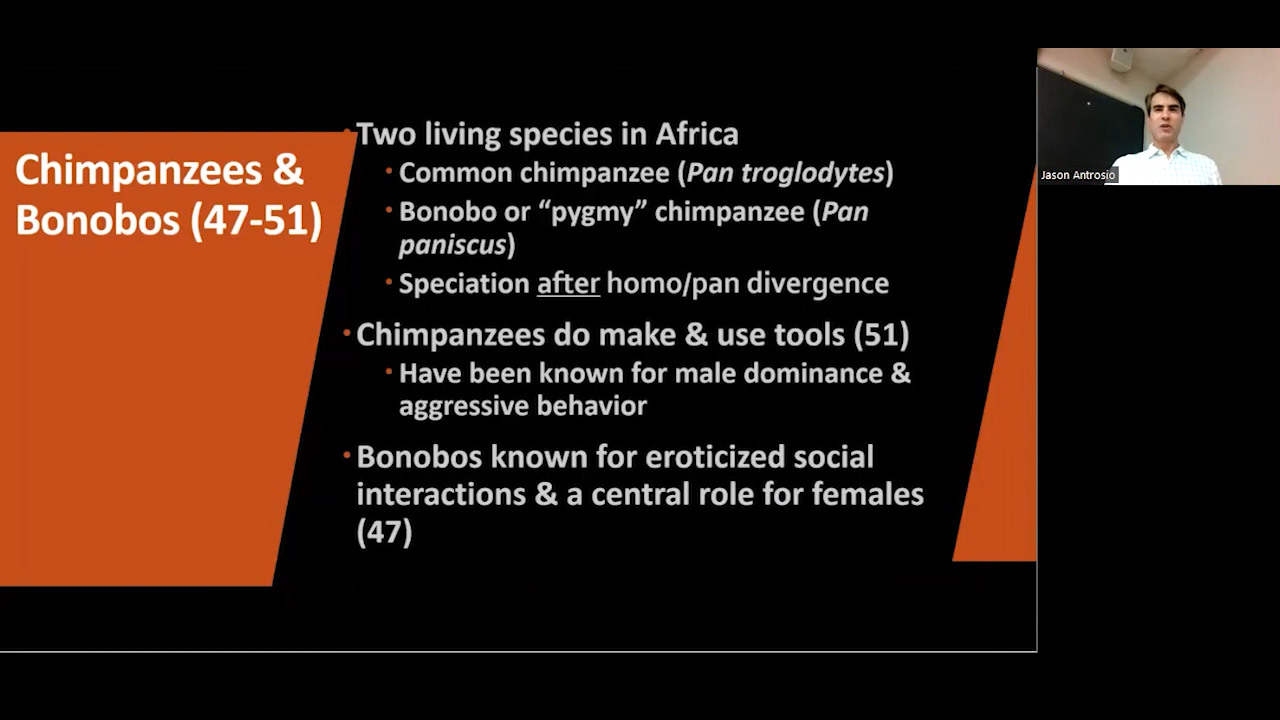 Chimpanzees &
Bonobos (47-51)
Two living species in Africa
Common chimpanzee (Pan troglodytes)
Bonobo or “pygmy” chimpanzee (Pan
paniscus)
Speciation after homo/pan divergence
Chimpanzees do make & use tools (51)
Have been known for male dominance &
aggressive behavior
Bonobos known for eroticized social
interactions & a central role for females
(47)
Jason Antrosio